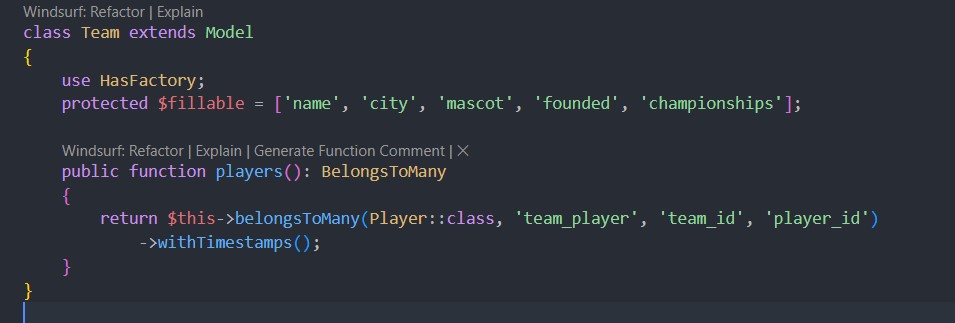 Windsurf: Refactor | Explain
class Team extends Model
{
    use HasFactory;
    protected $fillable = ['name', 'city', 'mascot', 'founded', 'championships'];
    Windsurf: Refactor | Explain | Generate Function Comment | ×
    public function players(): BelongsToMany
    {
        return $this->belongsToMany(Player::class, 'team_player', 'team_id', 'player_id')
            ->withTimestamps();
    }
}